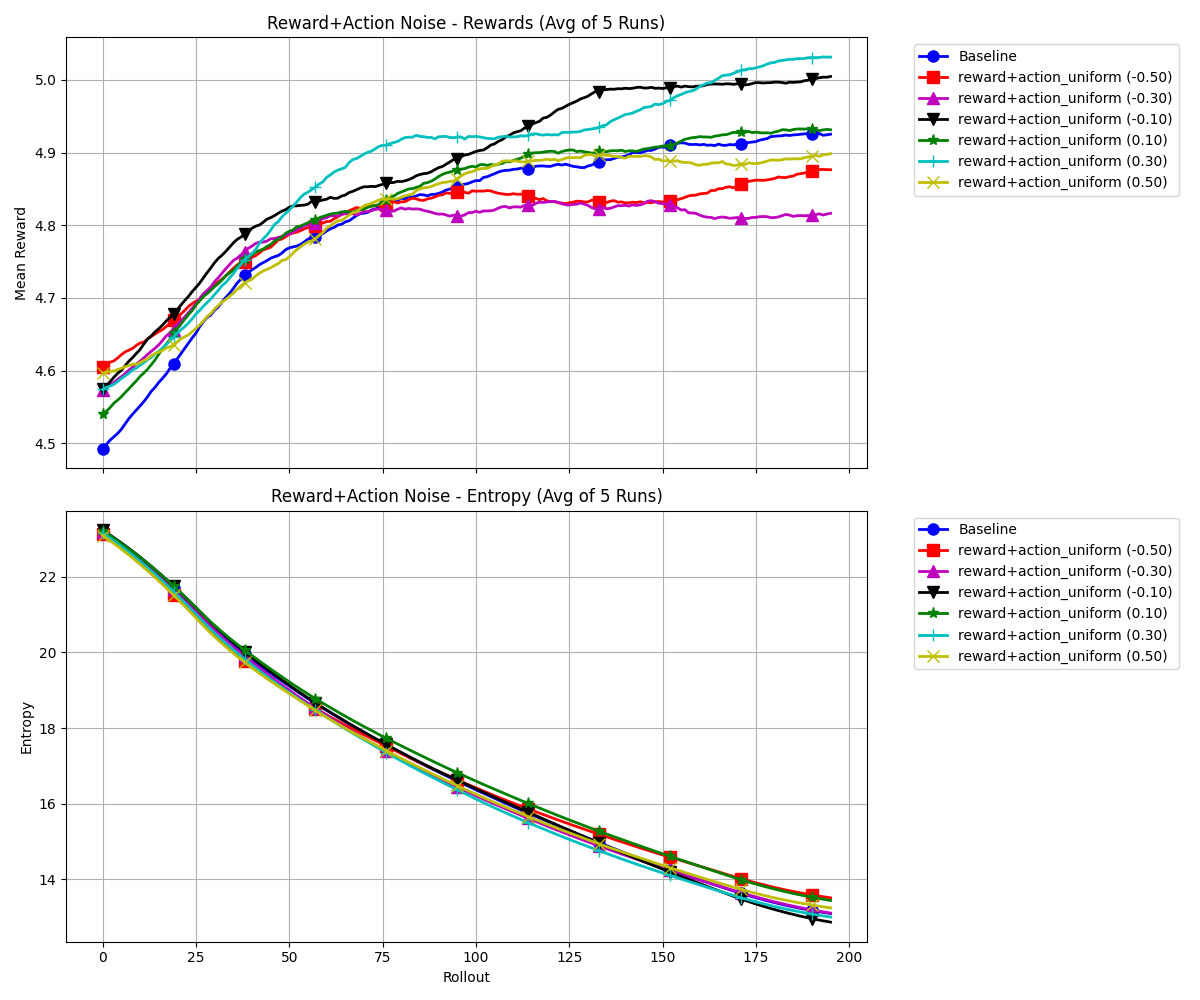 Reward+Action Noise - Rewards (Avg of 5 Runs)
5.0
4.9
4.8
4.7
4.6
4.5
Mean Reward
Baseline
reward+action_uniform (-0.50)
reward+action_uniform (-0.30)
reward+action_uniform (-0.10)
reward+action_uniform (0.10)
reward+action_uniform (0.30)
reward+action_uniform (0.50)
Reward+Action Noise - Entropy (Avg of 5 Runs)
22
20
18
16
14
Entropy
0 25 50 75 100 125 150 175 200
Rollout
Baseline
reward+action_uniform (-0.50)
reward+action_uniform (-0.30)
reward+action_uniform (-0.10)
reward+action_uniform (0.10)
reward+action_uniform (0.30)
reward+action_uniform (0.50)